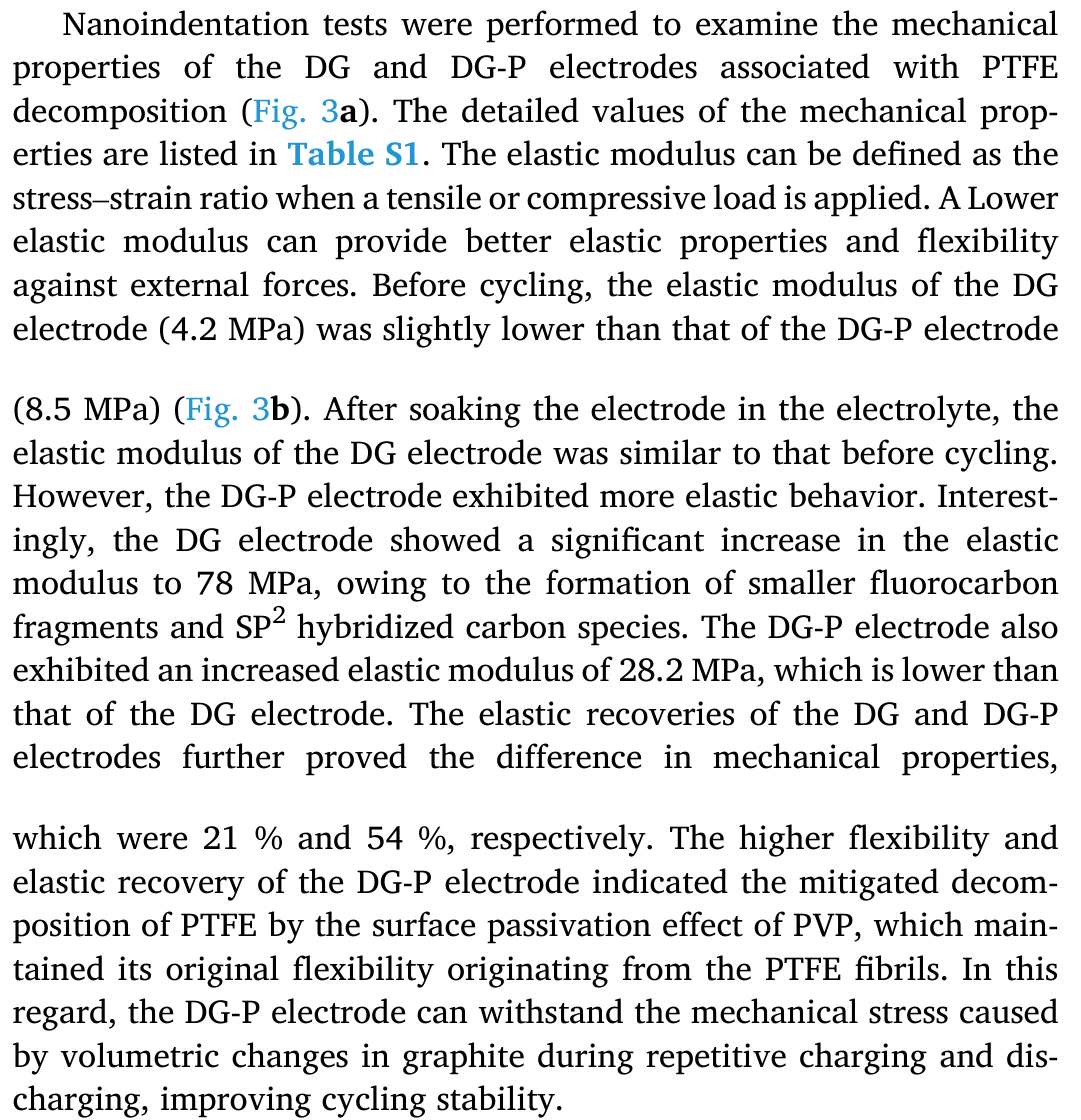 Nanoindentation tests were performed to examine the mechanical
properties of the DG and DG-P electrodes associated with PTFE
decomposition (Fig. 3a). The detailed values of the mechanical prop-
erties are listed in Table S1. The elastic modulus can be defined as the
stress–strain ratio when a tensile or compressive load is applied. A Lower
elastic modulus can provide better elastic properties and flexibility
against external forces. Before cycling, the elastic modulus of the DG
electrode (4.2 MPa) was slightly lower than that of the DG-P electrode
(8.5 MPa) (Fig. 3b). After soaking the electrode in the electrolyte, the
elastic modulus of the DG electrode was similar to that before cycling.
However, the DG-P electrode exhibited more elastic behavior. Interest-
ingly, the DG electrode showed a significant increase in the elastic
modulus to 78 MPa, owing to the formation of smaller fluorocarbon
fragments and SP² hybridized carbon species. The DG-P electrode also
exhibited an increased elastic modulus of 28.2 MPa, which is lower than
that of the DG electrode. The elastic recoveries of the DG and DG-P
electrodes further proved the difference in mechanical properties,
which were 21 % and 54 %, respectively. The higher flexibility and
elastic recovery of the DG-P electrode indicated the mitigated decom-
position of PTFE by the surface passivation effect of PVP, which main-
tained its original flexibility originating from the PTFE fibrils. In this
regard, the DG-P electrode can withstand the mechanical stress caused
by volumetric changes in graphite during repetitive charging and dis-
charging, improving cycling stability.